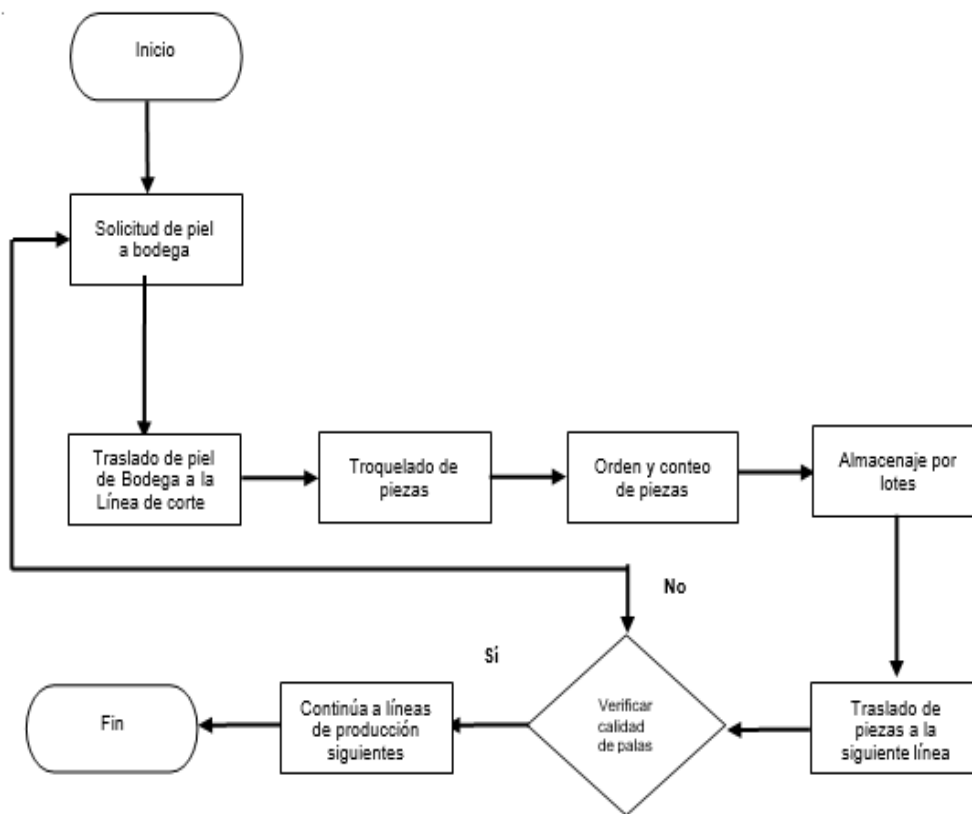 Inicio
Solicitud de piel
a bodega
Traslado de piel
de Bodega a la
Línea de corte
Troquelado de
piezas
Orden y conteo
de piezas
Almacenaje por
lotes
No
Sí
Fin
Continúa a líneas
de producción
siguientes
Verificar
calidad
de palas
Traslado de
piezas a la
siguiente línea